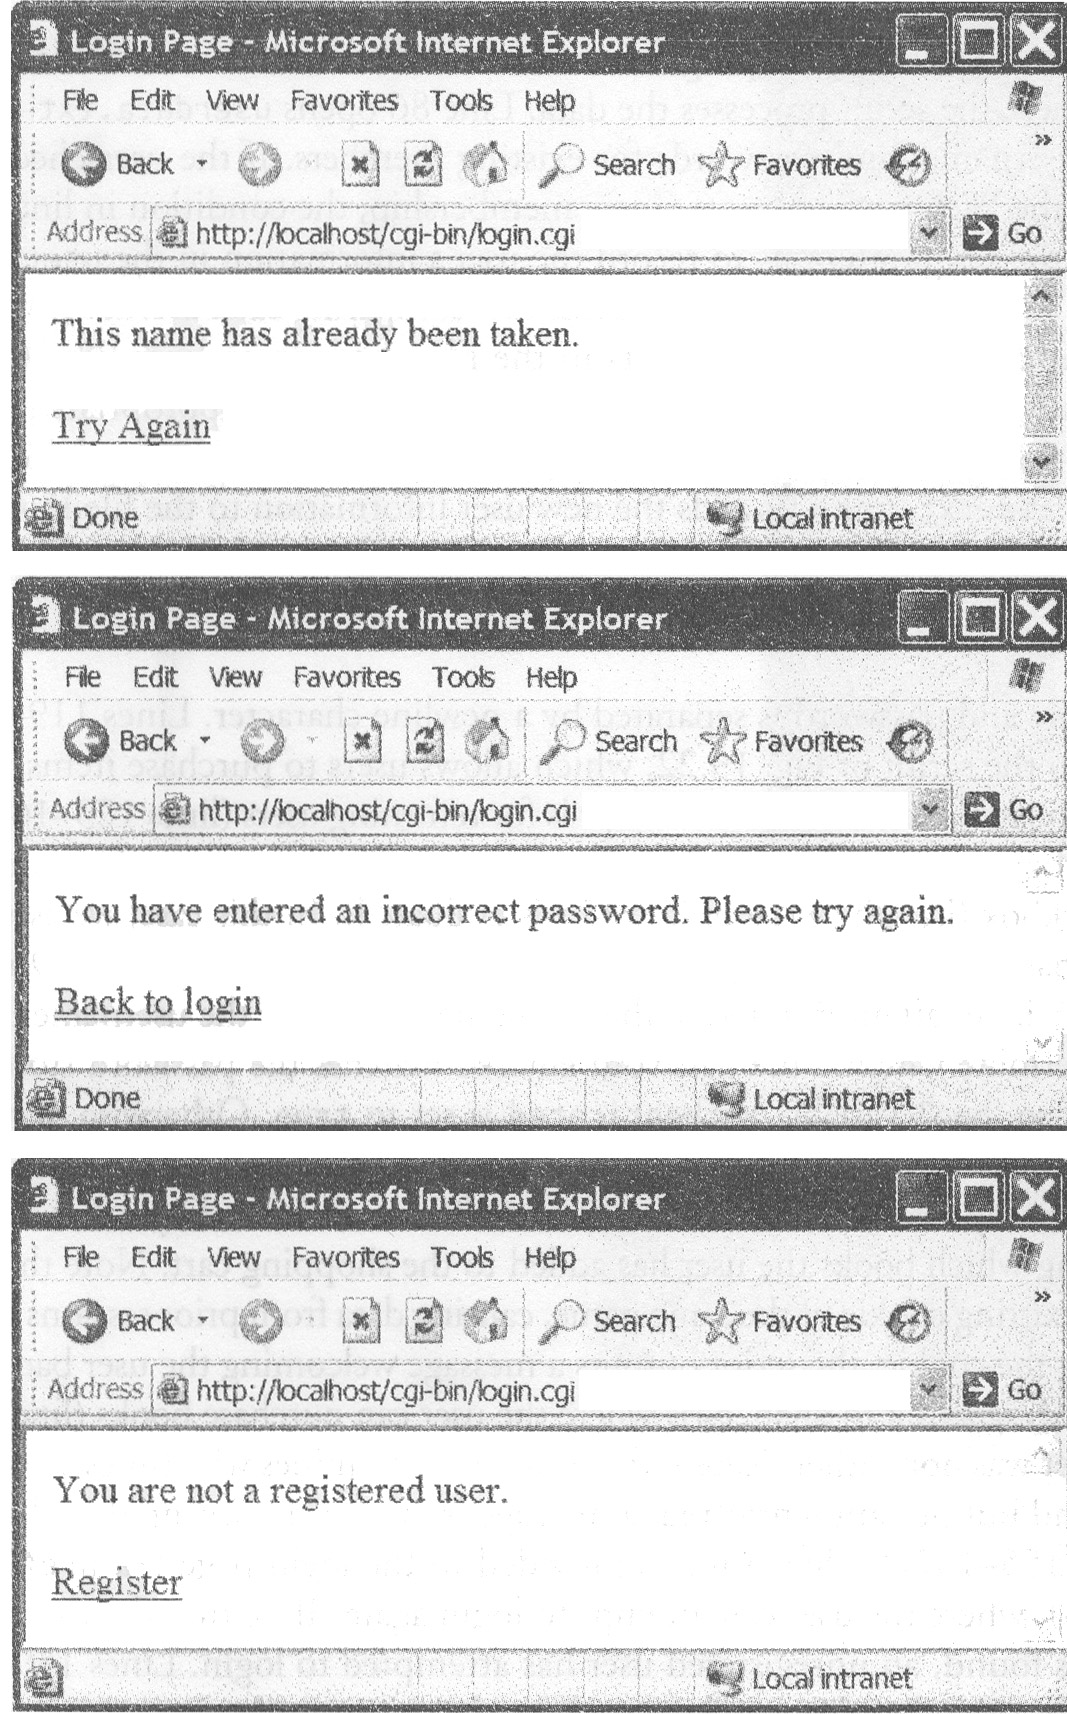 Login Page - Microsoft Internet Explorer
File Edit View Favorites Tools Help
Back Search Favorites »
Address http://localhost/cgi-bin/login.cgi Go
This name has already been taken.
Try Again
Done Local intranet
Login Page - Microsoft Internet Explorer
File Edit View Favorites Tools Help
Back Search Favorites »
Address http://localhost/cgi-bin/login.cgi Go
You have entered an incorrect password. Please try again.
Back to login
Done Local intranet
Login Page - Microsoft Internet Explorer
File Edit View Favorites Tools Help
Back Search Favorites »
Address http://localhost/cgi-bin/login.cgi Go
You are not a registered user.
Register
Local intranet